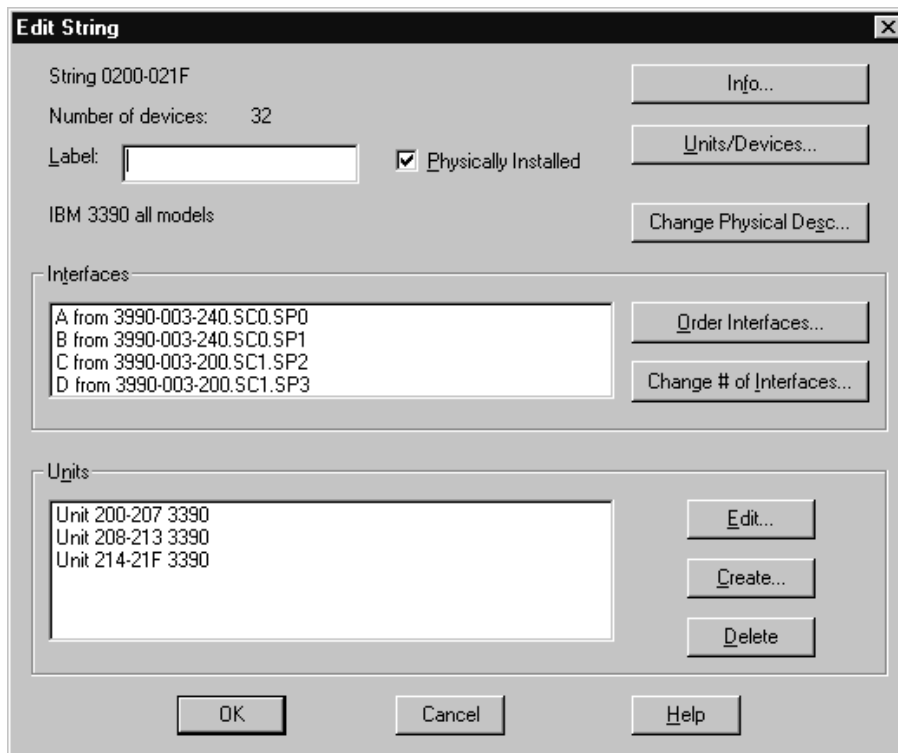 Edit String
String 0200-021F
Info...
Number of devices: 32
Units/Devices...
Label:
Physically Installed
IBM 3390 all models
Change Physical Desc...
Interfaces
A from 3990-003-240.SC0.SP0
B from 3990-003-240.SC0.SP1
C from 3990-003-200.SC1.SP2
D from 3990-003-200.SC1.SP3
Order Interfaces...
Change # of Interfaces...
Units
Unit 200-207 3390
Unit 208-213 3390
Unit 214-21F 3390
Edit...
Create...
Delete
OK
Cancel
Help